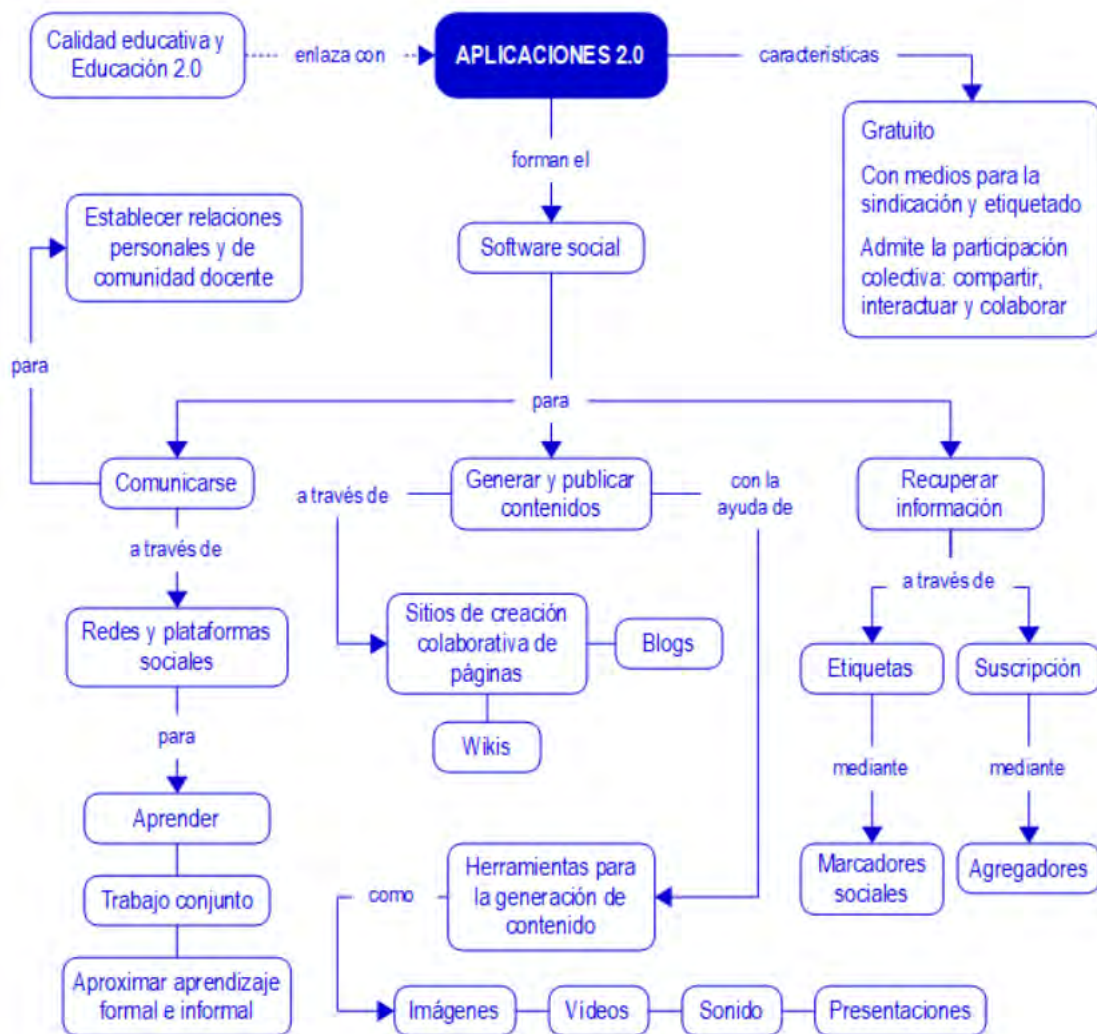 Calidad educativa y
Educación 2.0
enlaza con
APLICACIONES 2.0
características
Gratuito
Con medios para la
sindicación y etiquetado
Admite la participación
colectiva: compartir,
interactuar y colaborar
forman el
Software social
Establecer relaciones
personales y de
comunidad docente
para
para
Comunicarse
Generar y publicar
contenidos
Recuperar
información
a través de
con la
ayuda de
a través de
a través de
Redes y plataformas
sociales
Sitios de creación
colaborativa de
páginas
Blogs
Wikis
Etiquetas
Suscripción
para
mediante
mediante
Aprender
Trabajo conjunto
Aproximar aprendizaje
formal e informal
como
Herramientas para
la generación de
contenido
Marcadores
sociales
Agregadores
Imágenes
Vídeos
Sonido
Presentaciones